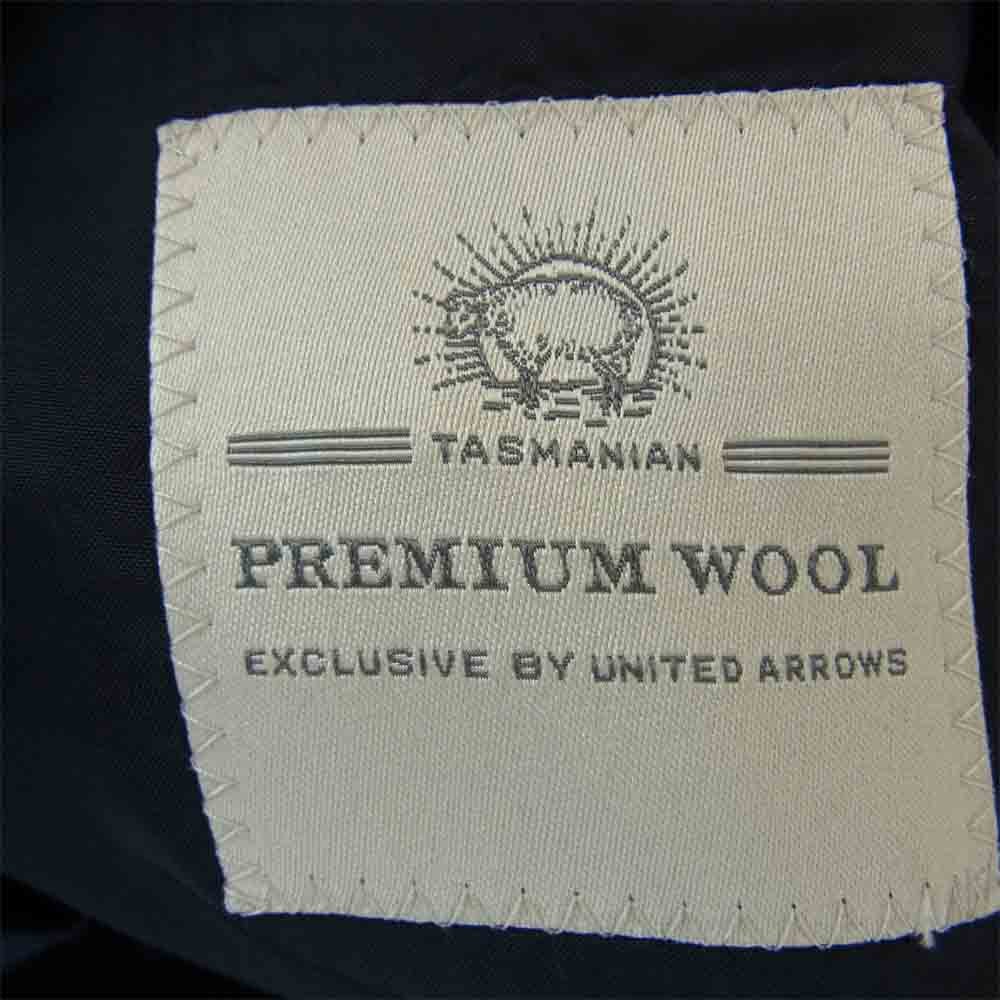 TASMANIAN
PREMIUM WOOL
EXCLUSIVE BY UNITED ARROWS